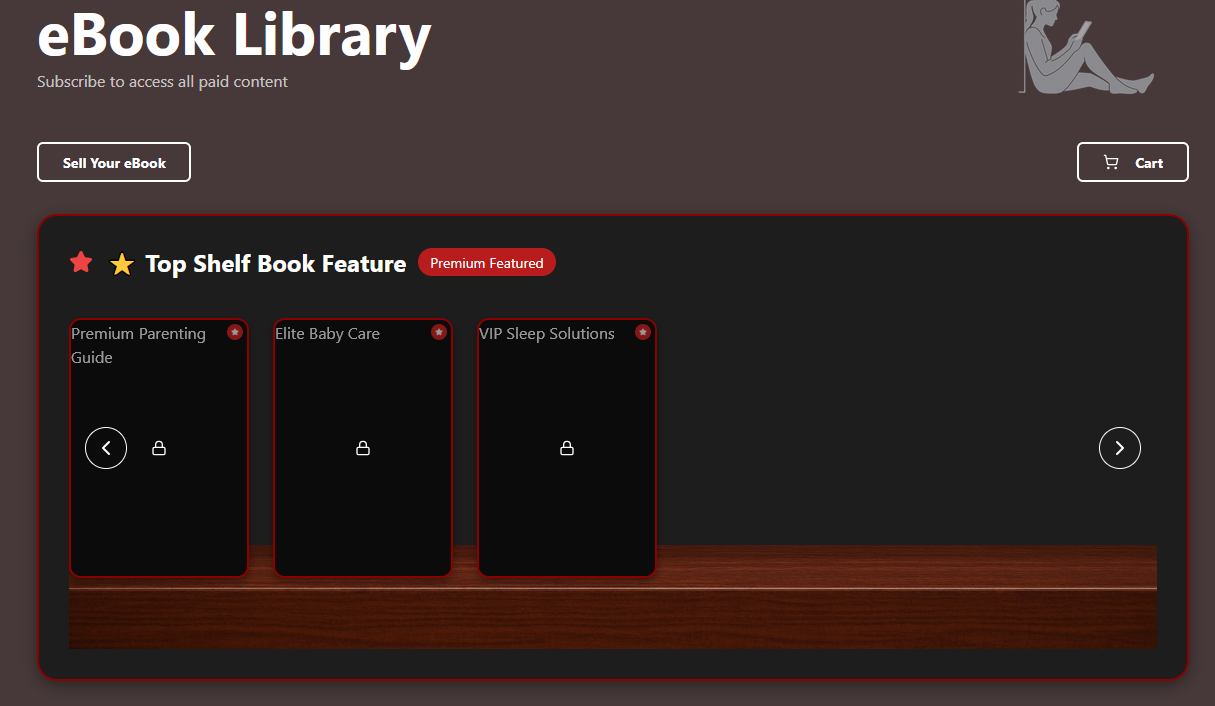 eBook Library
Subscribe to access all paid content
Sell Your eBook
Cart
⭐ Top Shelf Book Feature
Premium Featured
Premium Parenting
Guide
Elite Baby Care
VIP Sleep Solutions